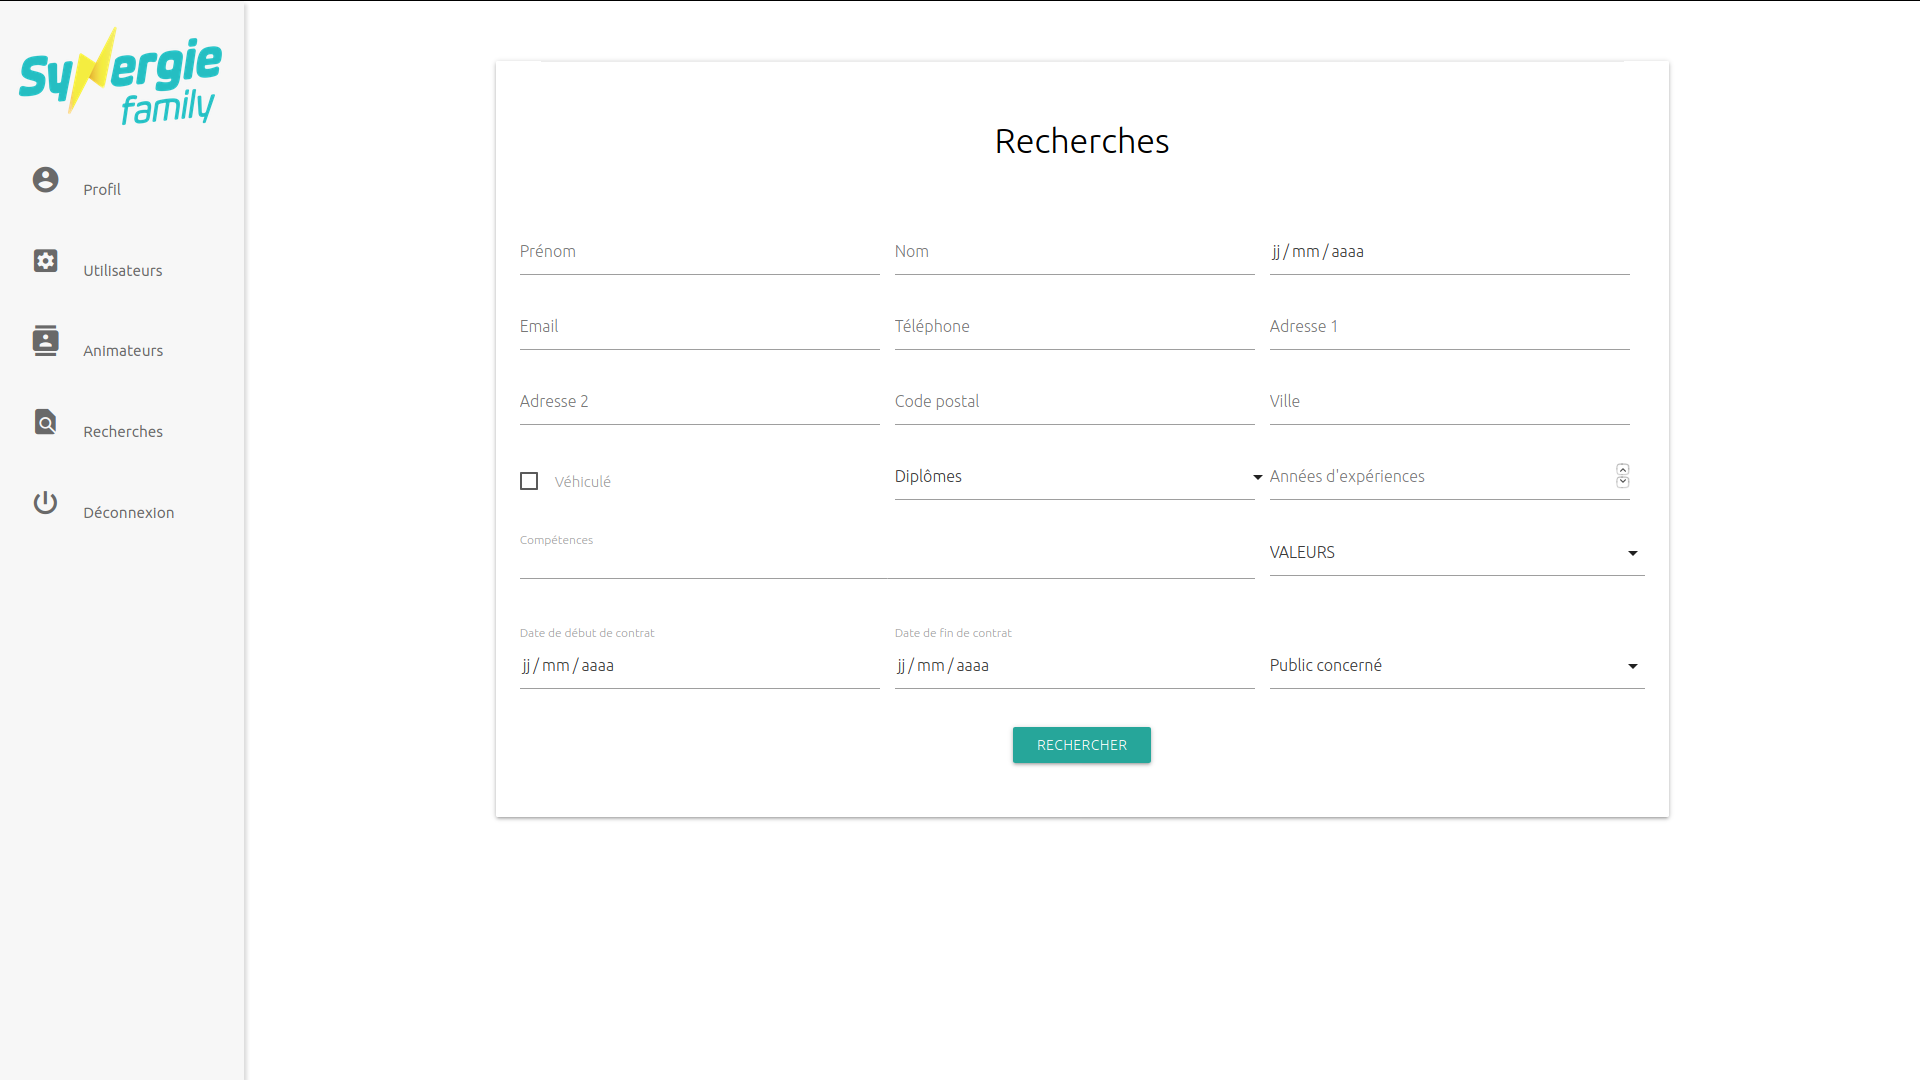 Synergie
family
Profil
Utilisateurs
Animateurs
Recherches
Déconnexion
Recherches
Prénom Nom jj/mm/aaaa
Email Téléphone Adresse 1
Adresse 2 Code postal Ville
Véhiculé Diplômes Années d'expériences
Compétences VALEURS
Date de début de contrat Date de fin de contrat
jj/mm/aaaa jj/mm/aaaa Public concerné
RECHERCHER